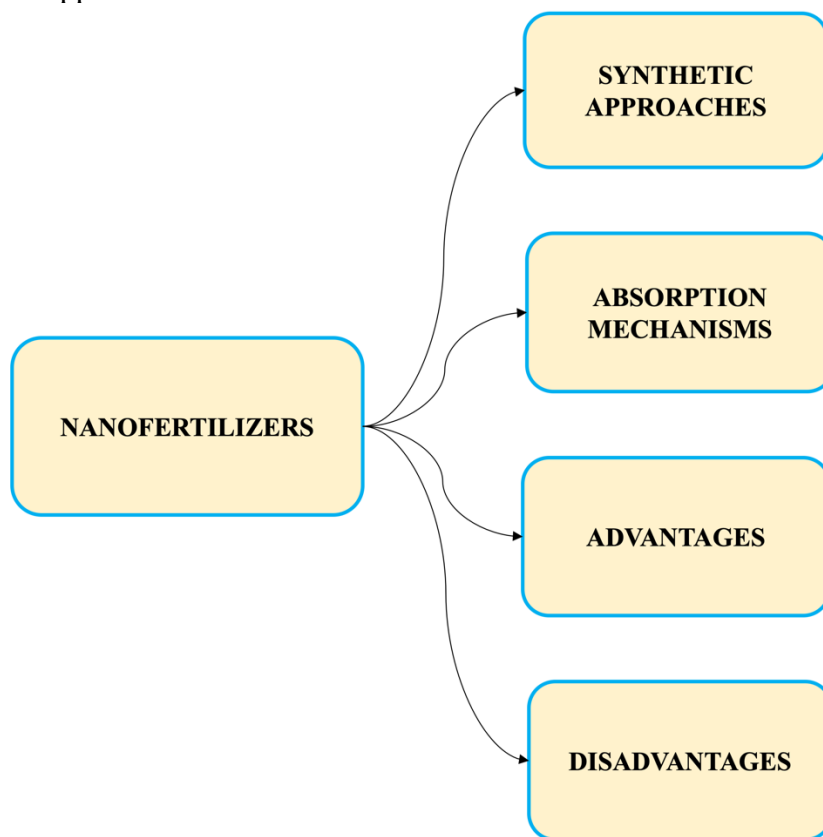 SYNTHETIC
APPROACHES
ABSORPTION
MECHANISMS
NANOFERTILIZERS
ADVANTAGES
DISADVANTAGES